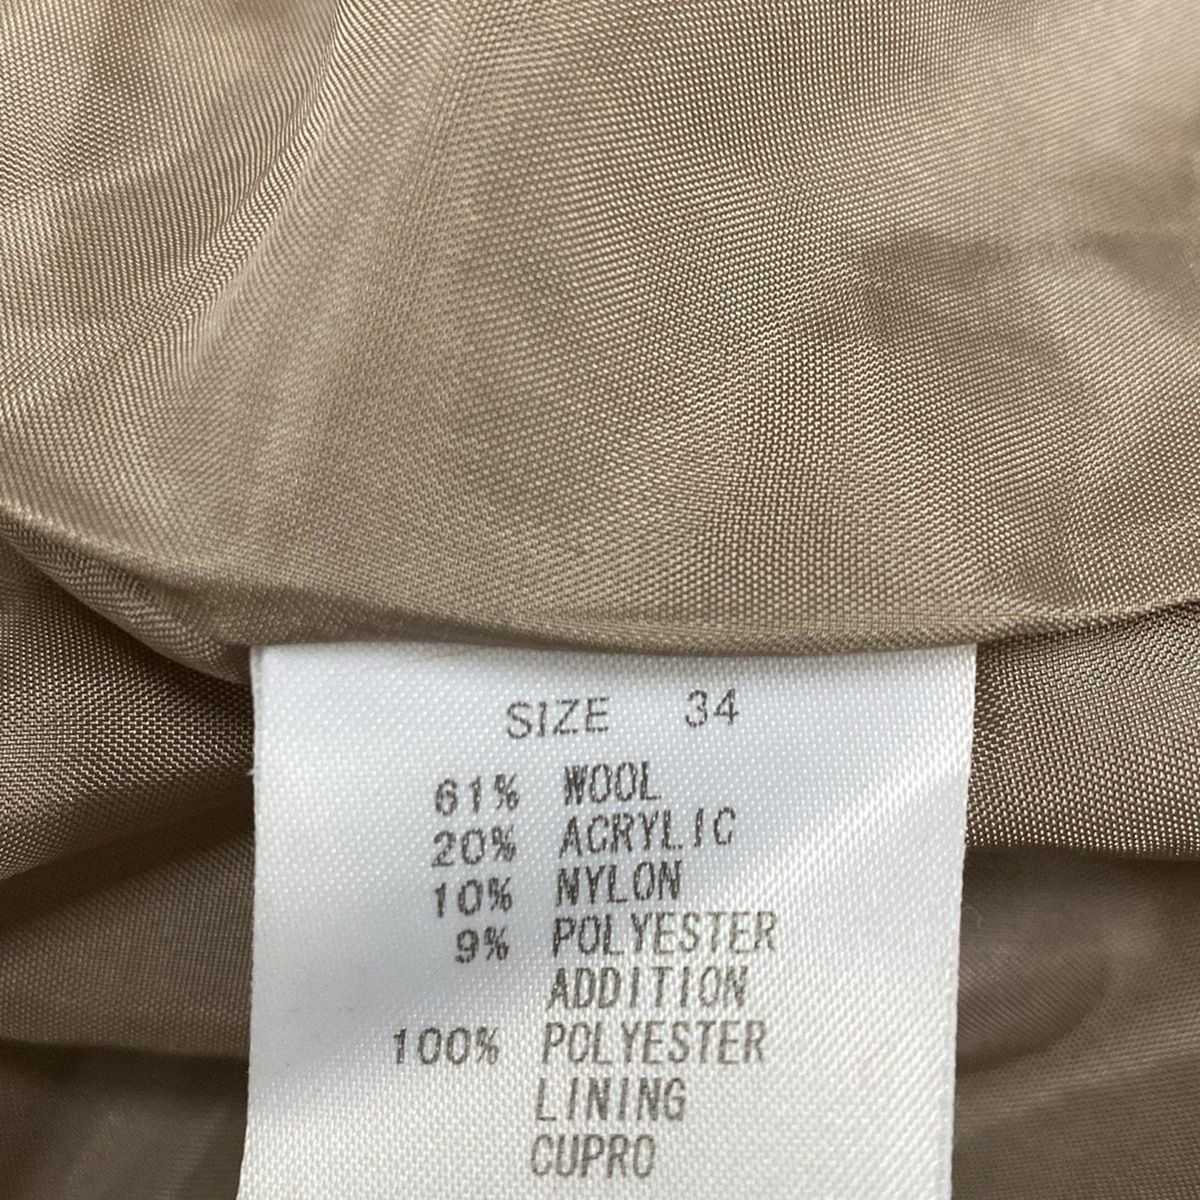 SIZE 34
61% WOOL
20% ACRYLIC
10% NYLON
9% POLYESTER
ADDITION
100% POLYESTER
LINING
CUPRO